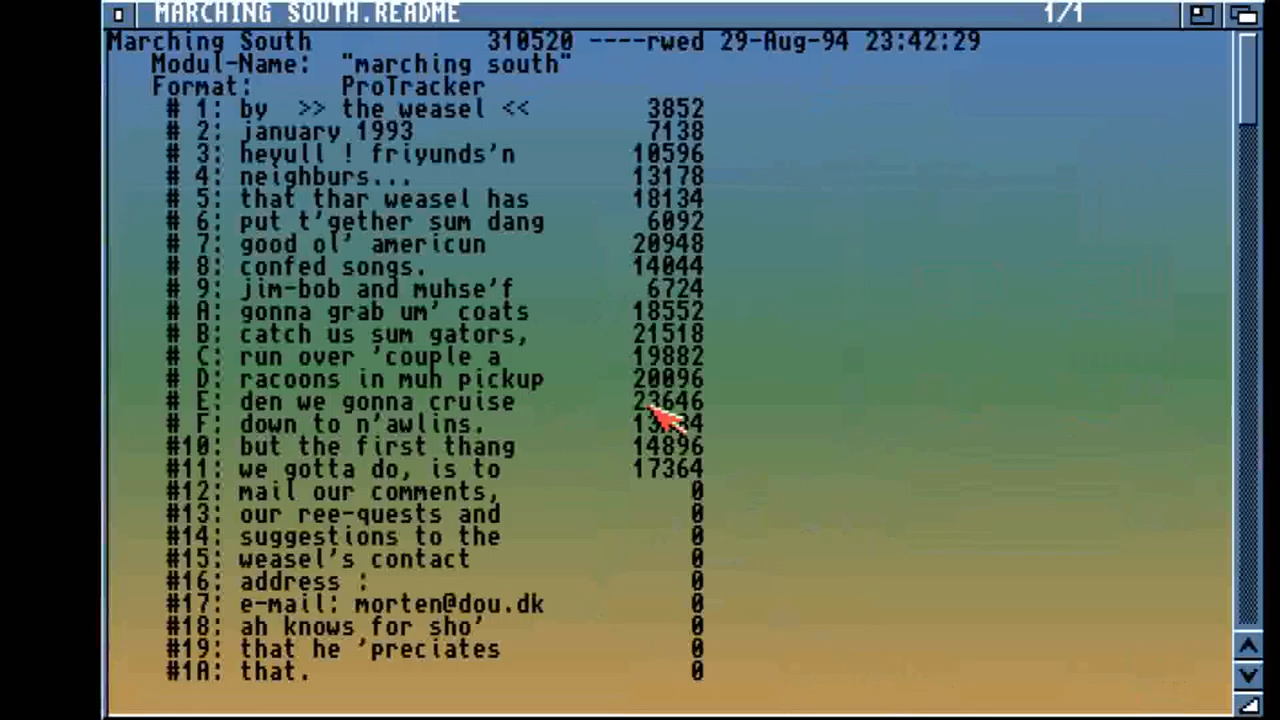 MARCHING SOUTH.README 1/1
Marching South 310520 ----rwed 29-Aug-94 23:42:29
Modul-Name: "marching south"
Format: ProTracker
# 1: by >> the weasel << 3852
# 2: january 1993 7138
# 3: heyull ! friyunds'n 10596
# 4: neighburs... 13178
# 5: that thar weasel has 18134
# 6: put t'gether sum dang 6092
# 7: good ol' americun 20948
# 8: confed songs. 14044
# 9: jim-bob and muhse'f 6724
# A: gonna grab um' coats 18552
# B: catch us sum gators, 21518
# C: run over 'couple a 19882
# D: racoons in muh pickup 20096
# E: den we gonna cruise 23646
# F: down to n'awlins.
#10: but the first thang 14896
#11: we gotta do, is to 17364
#12: mail our comments, 0
#13: our ree-quests and 0
#14: suggestions to the 0
#15: weasel's contact 0
#16: address : 0
#17: e-mail: morten@dou.dk 0
#18: ah knows for sho' 0
#19: that he 'preciates 0
#1A: that. 0